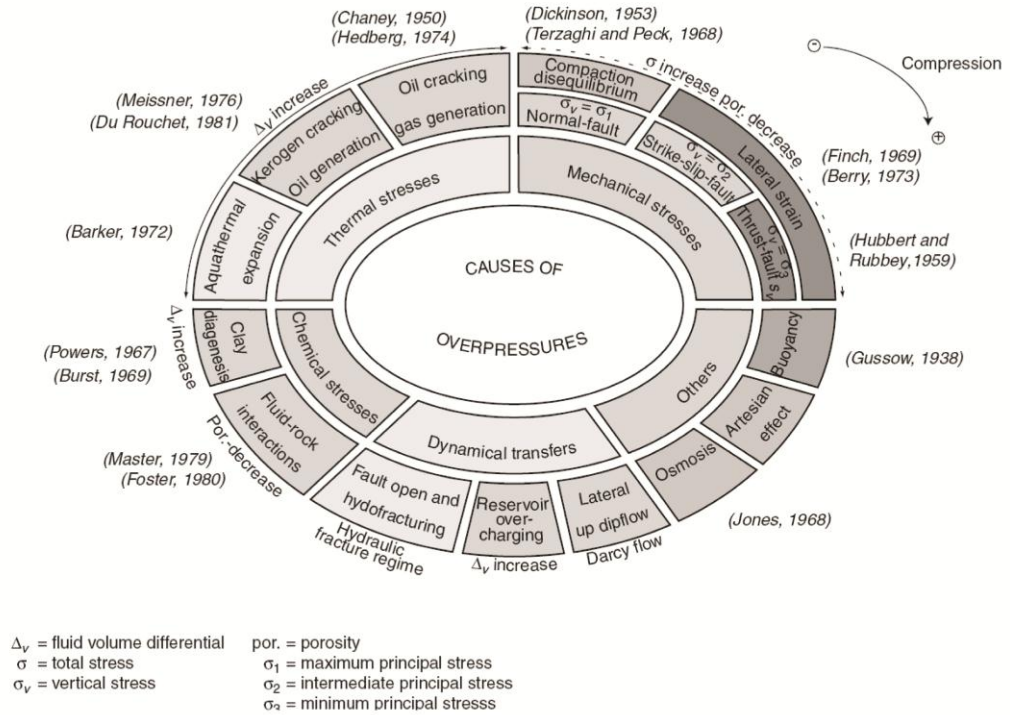 (Chaney, 1950)
(Hedberg, 1974)
(Dickinson, 1953)
(Terzaghi and Peck, 1968)
-
Compression
+
(Meissner, 1976)
(Du Rouchet, 1981)
Δv increase
σ increase por. decrease
(Finch, 1969)
(Berry, 1973)
(Barker, 1972)
(Hubbert and
Rubbey,1959)
Oil cracking
gas generation
Kerogen cracking
Oil generation
Aquathermal
expansion
Thermal stresses
Compaction
disequilibrium
σv = σ1
Normal-fault
σv = σ2
Strike-slip-fault
σv = σ3
Thrust-fault sv
Lateral strain
Mechanical stresses
CAUSES OF
OVERPRESSURES
Chemical stresses
Clay
diagenesis
Fluid-rock
interactions
Δv increase
Por.-decrease
(Powers, 1967)
(Burst, 1969)
(Master, 1979)
(Foster, 1980)
Dynamical transfers
Fault open and
hydofracturing
Hydraulic
fracture regime
Reservoir
over-
charging
Δv increase
Lateral
up dipflow
Darcy flow
Others
Buoyancy
Artesian
effect
Osmosis
(Gussow, 1938)
(Jones, 1968)
Δv = fluid volume differential
σ = total stress
σv = vertical stress
por. = porosity
σ1 = maximum principal stress
σ2 = intermediate principal stress
σ3 = minimum principal stresss